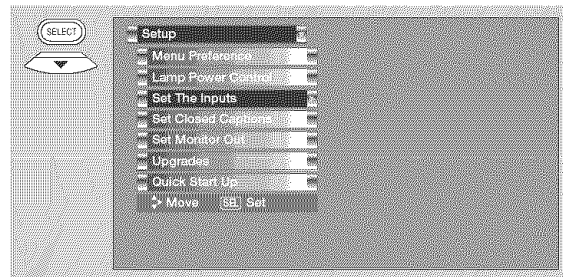 SELECT
Setup
Menu Preference
Lamp Power Control
Set The Inputs
Set Closed Captions
Set Monitor Out
Upgrades
Quick Start Up
Move SEL Set